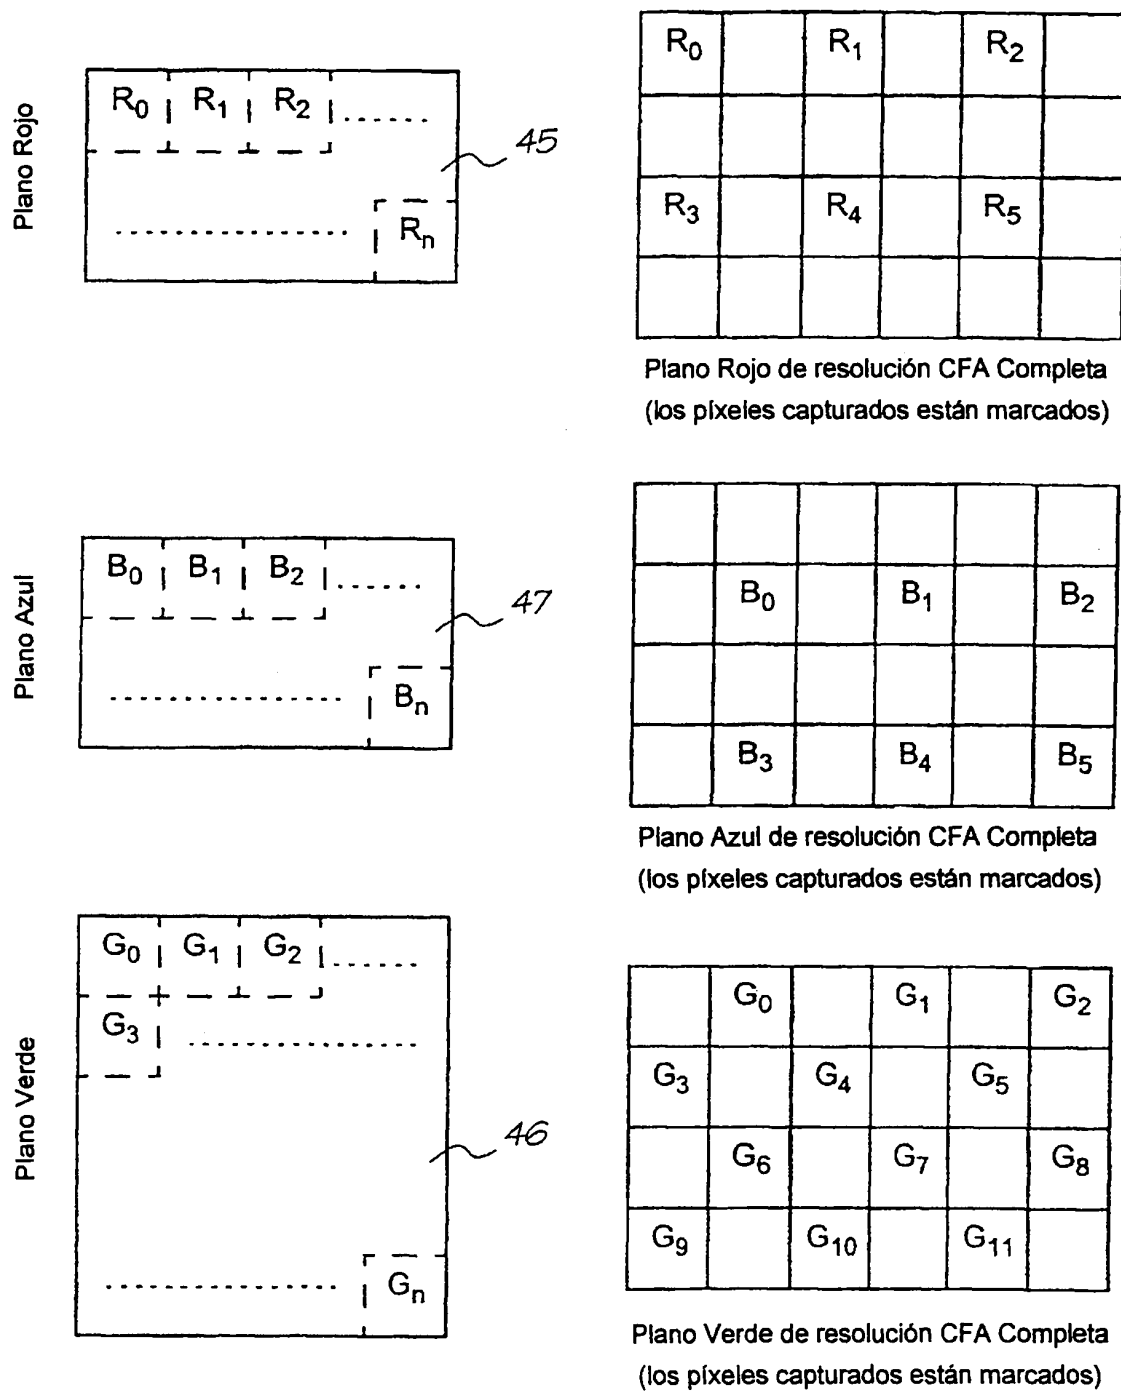 Plano Rojo
R0 R1 R2 ..........
45
.................... Rn
R0 R1 R2
R3 R4 R5
Plano Rojo de resolución CFA Completa
(los píxeles capturados están marcados)
Plano Azul
B0 B1 B2 ..........
47
.................... Bn
B0 B1 B2
B3 B4 B5
Plano Azul de resolución CFA Completa
(los píxeles capturados están marcados)
Plano Verde
G0 G1 G2 ..........
G3 ....................
46
.................... Gn
G0 G1 G2
G3 G4 G5
G6 G7 G8
G9 G10 G11
Plano Verde de resolución CFA Completa
(los píxeles capturados están marcados)